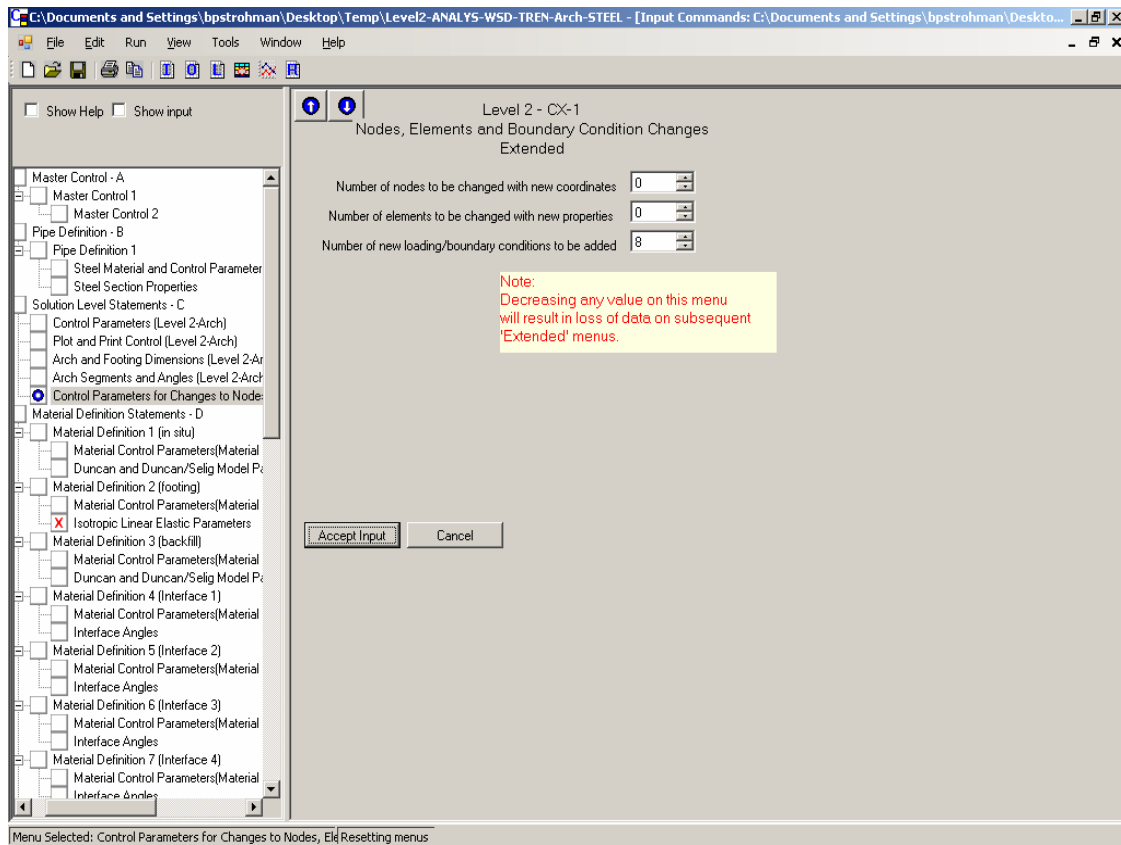 C:\Documents and Settings\bpstrohman\Desktop\Temp\Level2-ANALYS-WSD-TREN-Arch-STEEL - [Input Commands: C:\Documents and Settings\bpstrohman\Deskto...
File Edit Run View Tools Window Help
Show Help Show input
Master Control - A
Master Control 1
Master Control 2
Pipe Definition - B
Pipe Definition 1
Steel Material and Control Parameter
Steel Section Properties
Solution Level Statements - C
Control Parameters (Level 2-Arch)
Plot and Print Control (Level 2-Arch)
Arch and Footing Dimensions (Level 2-Ar
Arch Segments and Angles (Level 2-Arch
Control Parameters for Changes to Node
Material Definition Statements - D
Material Definition 1 (in situ)
Material Control Parameters(Material
Duncan and Duncan/Selig Model Pa
Material Definition 2 (footing)
Material Control Parameters(Material
X Isotropic Linear Elastic Parameters
Material Definition 3 (backfill)
Material Control Parameters(Material
Duncan and Duncan/Selig Model Pa
Material Definition 4 (Interface 1)
Material Control Parameters(Material
Interface Angles
Material Definition 5 (Interface 2)
Material Control Parameters(Material
Interface Angles
Material Definition 6 (Interface 3)
Material Control Parameters(Material
Interface Angles
Material Definition 7 (Interface 4)
Material Control Parameters(Material
Interface Angles
Level 2 - CX-1
Nodes, Elements and Boundary Condition Changes
Extended
Number of nodes to be changed with new coordinates 0
Number of elements to be changed with new properties 0
Number of new loading/boundary conditions to be added 8
Note:
Decreasing any value on this menu
will result in loss of data on subsequent
'Extended' menus.
Accept Input Cancel
Menu Selected: Control Parameters for Changes to Nodes, Ele Resetting menus